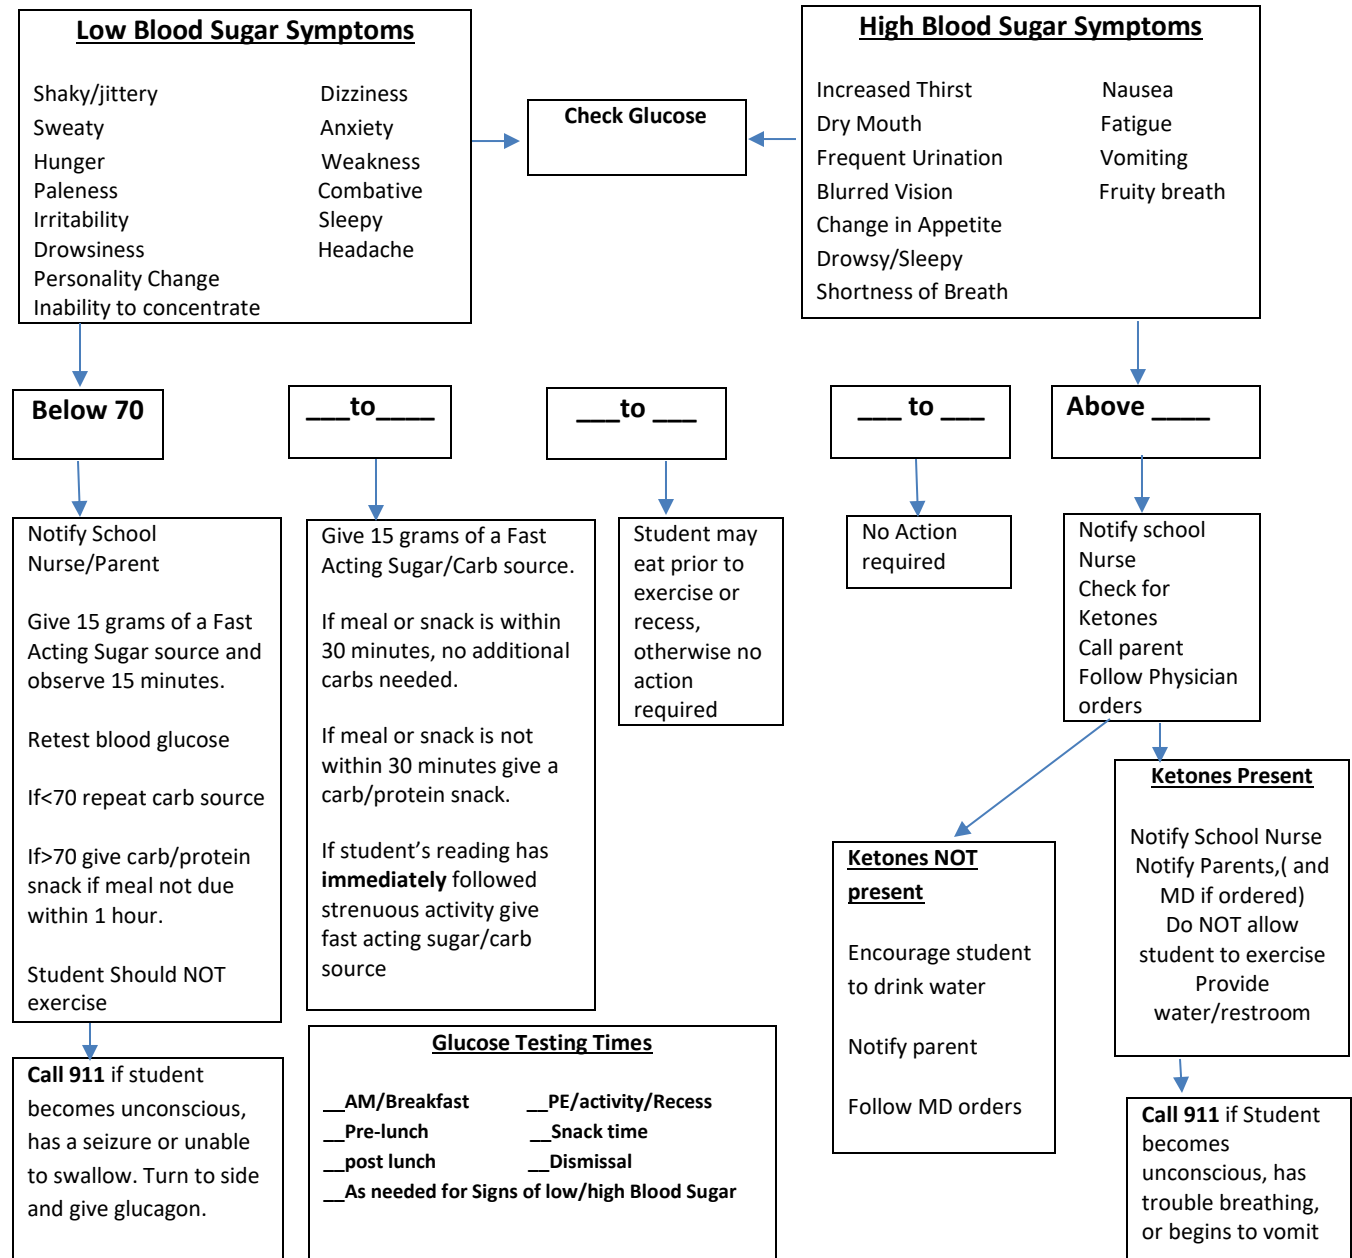 Low Blood Sugar Symptoms
Shaky/jittery Dizziness
Sweaty Anxiety
Hunger Weakness
Paleness Combative
Irritability Sleepy
Drowsiness Headache
Personality Change
Inability to concentrate
Check Glucose
High Blood Sugar Symptoms
Increased Thirst Nausea
Dry Mouth Fatigue
Frequent Urination Vomiting
Blurred Vision Fruity breath
Change in Appetite
Drowsy/Sleepy
Shortness of Breath
Below 70
___to____
___to ___
___ to ___
Above ____
Notify School
Nurse/Parent
Give 15 grams of a Fast
Acting Sugar source and
observe 15 minutes.
Retest blood glucose
If<70 repeat carb source
If>70 give carb/protein
snack if meal not due
within 1 hour.
Student Should NOT
exercise
Give 15 grams of a Fast
Acting Sugar/Carb source.
If meal or snack is within
30 minutes, no additional
carbs needed.
If meal or snack is not
within 30 minutes give a
carb/protein snack.
If student’s reading has
immediately followed
strenuous activity give
fast acting sugar/carb
source
Student may
eat prior to
exercise or
recess,
otherwise no
action
required
No Action
required
Notify school
Nurse
Check for
Ketones
Call parent
Follow Physician
orders
Ketones NOT
present
Encourage student
to drink water
Notify parent
Follow MD orders
Ketones Present
Notify School Nurse
Notify Parents,( and
MD if ordered)
Do NOT allow
student to exercise
Provide
water/restroom
Call 911 if student
becomes unconscious,
has a seizure or unable
to swallow. Turn to side
and give glucagon.
Glucose Testing Times
__AM/Breakfast __PE/activity/Recess
__Pre-lunch __Snack time
__post lunch __Dismissal
__As needed for Signs of low/high Blood Sugar
Call 911 if Student
becomes
unconscious, has
trouble breathing,
or begins to vomit